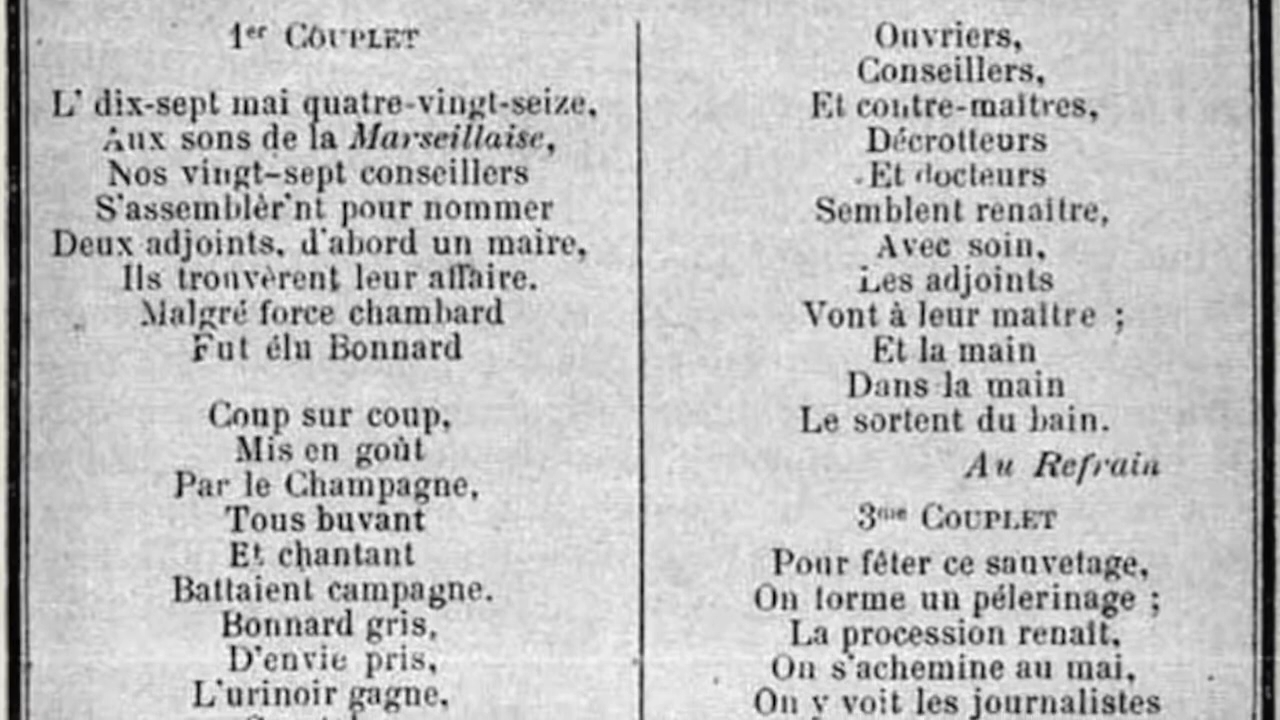 1er COUPLET
L' dix-sept mai quatre-vingt-seize,
Aux sons de la Marseillaise,
Nos vingt-sept conseillers
S'assemblèr'nt pour nommer
Deux adjoints, d'abord un maire,
Ils trouvèrent leur affaire.
Malgré force chambard
Fut élu Bonnard
Coup sur coup,
Mis en goût
Par le Champagne,
Tous buvant
Et chantant
Battaient campagne.
Bonnard gris,
D'envie pris,
L'urinoir gagne,
Ouvriers,
Conseillers,
Et contre-maîtres,
Décrotteurs
Et docteurs
Semblent renaître,
Avec soin,
Les adjoints
Vont à leur maître ;
Et la main
Dans la main
Le sortent du bain.
Au Refrain
3me COUPLET
Pour fêter ce sauvetage,
On forme un pélerinage ;
La procession renaît,
On s'achemine au mai,
On y voit les journalistes